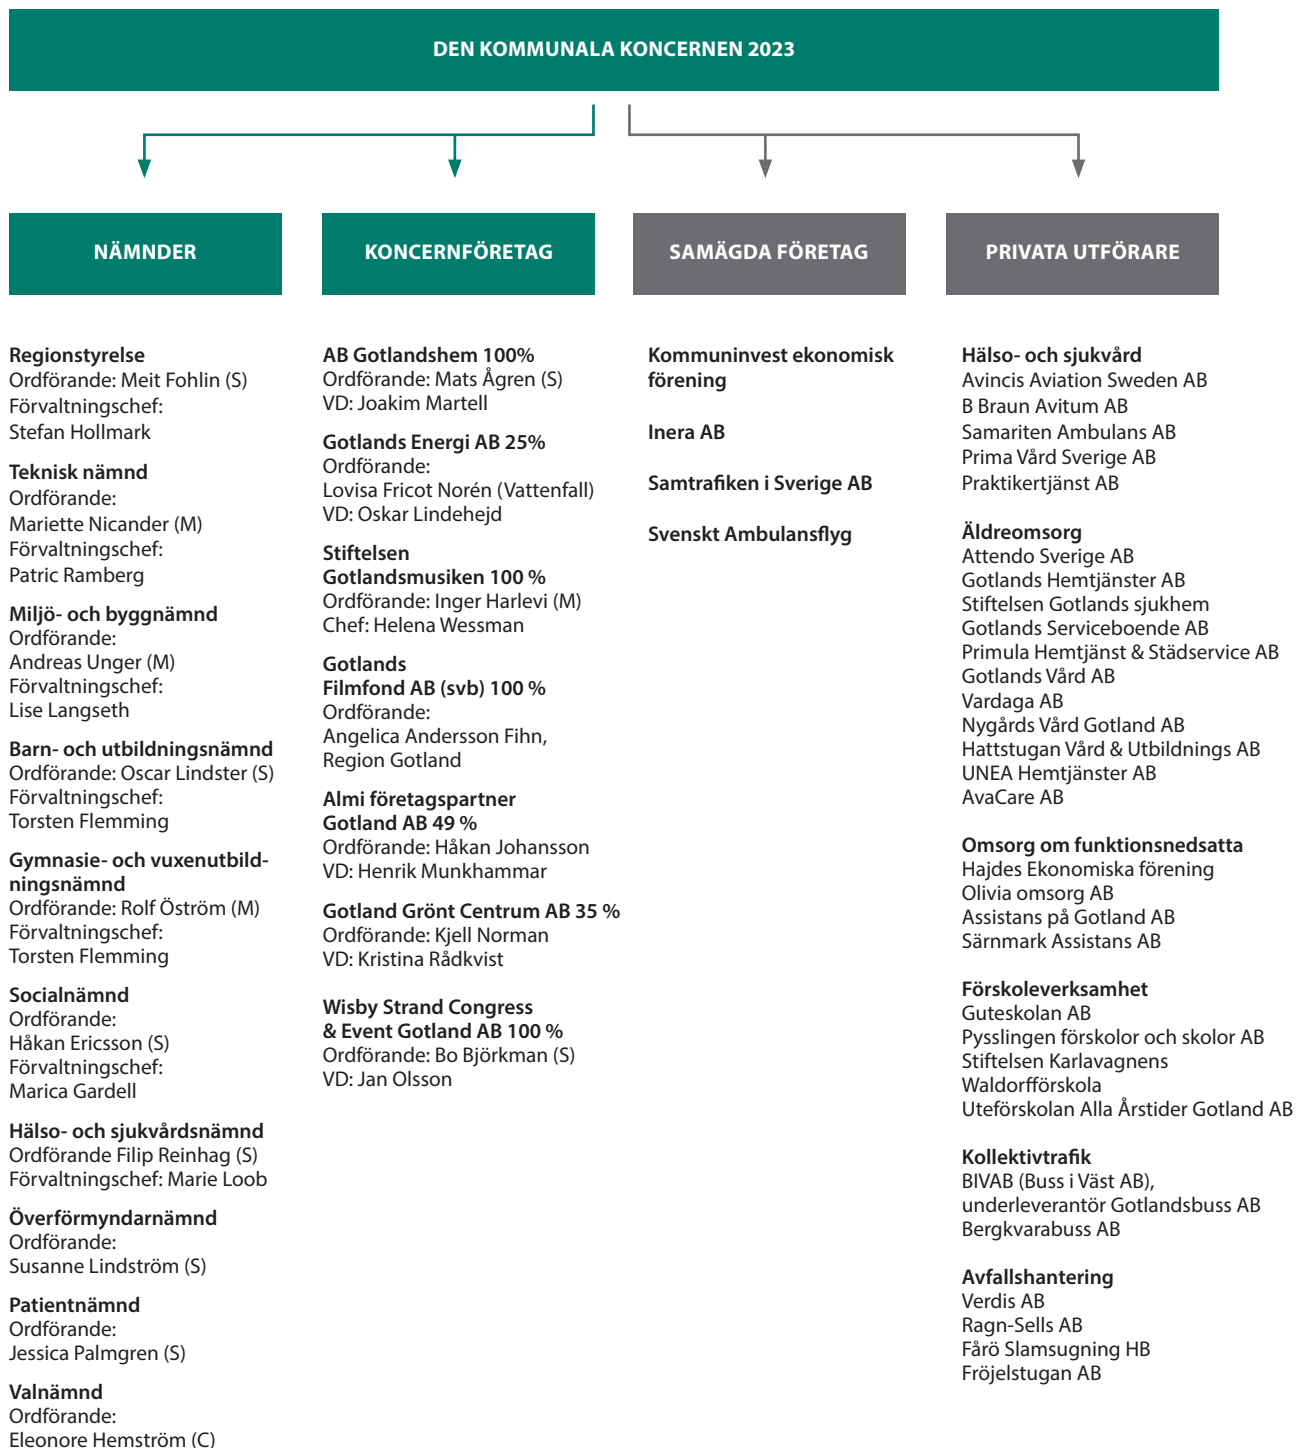 DEN KOMMUNALA KONCERNEN 2023
NÄMNDER
Regionstyrelse
Ordförande: Meit Fohlin (S)
Förvaltningschef:
Stefan Hollmark
Teknisk nämnd
Ordförande:
Mariette Nicander (M)
Förvaltningschef:
Patric Ramberg
Miljö- och byggnämnd
Ordförande:
Andreas Unger (M)
Förvaltningschef:
Lise Langseth
Barn- och utbildningsnämnd
Ordförande: Oscar Lindster (S)
Förvaltningschef:
Torsten Flemming
Gymnasie- och vuxenutbild-
ningsnämnd
Ordförande: Rolf Öström (M)
Förvaltningschef:
Torsten Flemming
Socialnämnd
Ordförande:
Håkan Ericsson (S)
Förvaltningschef:
Marica Gardell
Hälso- och sjukvårdsnämnd
Ordförande Filip Reinhag (S)
Förvaltningschef: Marie Loob
Överförmyndarnämnd
Ordförande:
Susanne Lindström (S)
Patientnämnd
Ordförande:
Jessica Palmgren (S)
Valnämnd
Ordförande:
Eleonore Hemström (C)
KONCERNFÖRETAG
AB Gotlandshem 100%
Ordförande: Mats Ågren (S)
VD: Joakim Martell
Gotlands Energi AB 25%
Ordförande:
Lovisa Fricot Norén (Vattenfall)
VD: Oskar Lindehejd
Stiftelsen
Gotlandsmusiken 100 %
Ordförande: Inger Harlevi (M)
Chef: Helena Wessman
Gotlands
Filmfond AB (svb) 100 %
Ordförande:
Angelica Andersson Fihn,
Region Gotland
Almi företagspartner
Gotland AB 49 %
Ordförande: Håkan Johansson
VD: Henrik Munkhammar
Gotland Grönt Centrum AB 35 %
Ordförande: Kjell Norman
VD: Kristina Rådkvist
Wisby Strand Congress
& Event Gotland AB 100 %
Ordförande: Bo Björkman (S)
VD: Jan Olsson
SAMÄGDA FÖRETAG
Kommuninvest ekonomisk
förening
Inera AB
Samtrafiken i Sverige AB
Svenskt Ambulansflyg
PRIVATA UTFÖRARE
Hälso- och sjukvård
Avincis Aviation Sweden AB
B Braun Avitum AB
Samariten Ambulans AB
Prima Vård Sverige AB
Praktikertjänst AB
Äldreomsorg
Attendo Sverige AB
Gotlands Hemtjänster AB
Stiftelsen Gotlands sjukhem
Gotlands Serviceboende AB
Primula Hemtjänst & Städservice AB
Gotlands Vård AB
Vardaga AB
Nygårds Vård Gotland AB
Hattstugan Vård & Utbildnings AB
UNEA Hemtjänster AB
AvaCare AB
Omsorg om funktionsnedsatta
Hajdes Ekonomiska förening
Olivia omsorg AB
Assistans på Gotland AB
Särnmark Assistans AB
Förskoleverksamhet
Guteskolan AB
Pysslingen förskolor och skolor AB
Stiftelsen Karlavagnens
Waldorfförskola
Uteförskolan Alla Årstider Gotland AB
Kollektivtrafik
BIVAB (Buss i Väst AB),
underleverantör Gotlandsbuss AB
Bergkvarabuss AB
Avfallshantering
Verdis AB
Ragn-Sells AB
Fårö Slamsugning HB
Fröjelstugan AB